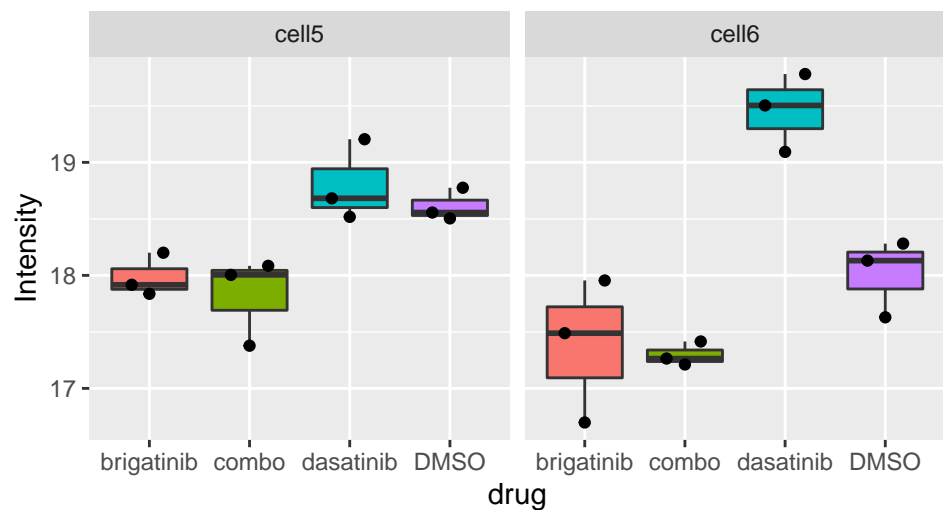 cell5 cell6
Intensity
19
18
17
brigatinib combo dasatinib DMSO brigatinib combo dasatinib DMSO
drug